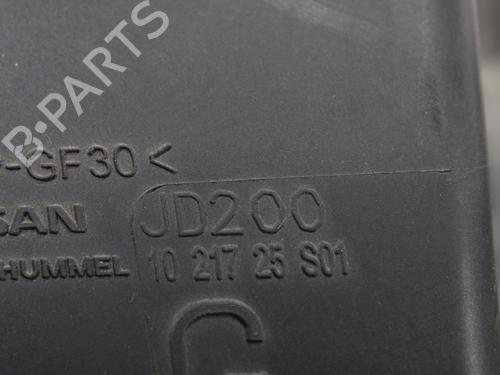 B-PARTS
-GF30<
SAN JD200
HUMMEL 10 217 25 S01